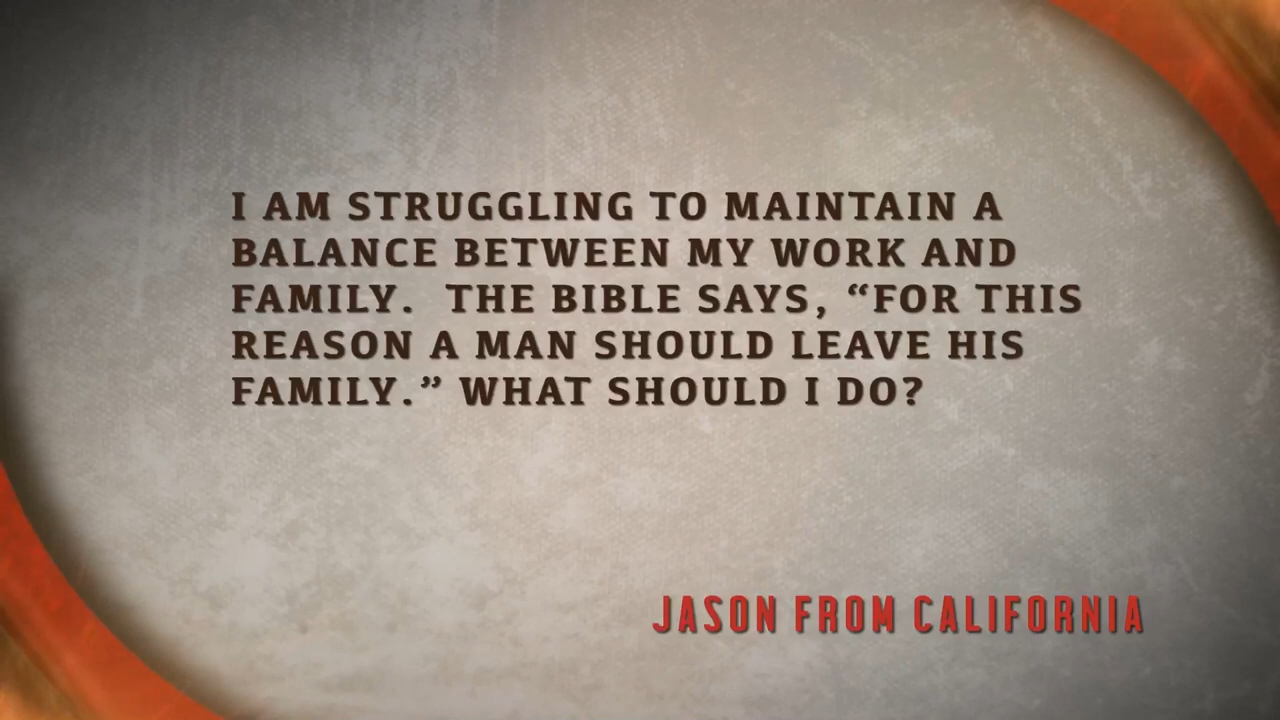 I AM STRUGGLING TO MAINTAIN A
BALANCE BETWEEN MY WORK AND
FAMILY.  THE BIBLE SAYS, “FOR THIS
REASON A MAN SHOULD LEAVE HIS
FAMILY.” WHAT SHOULD I DO?
JASON FROM CALIFORNIA